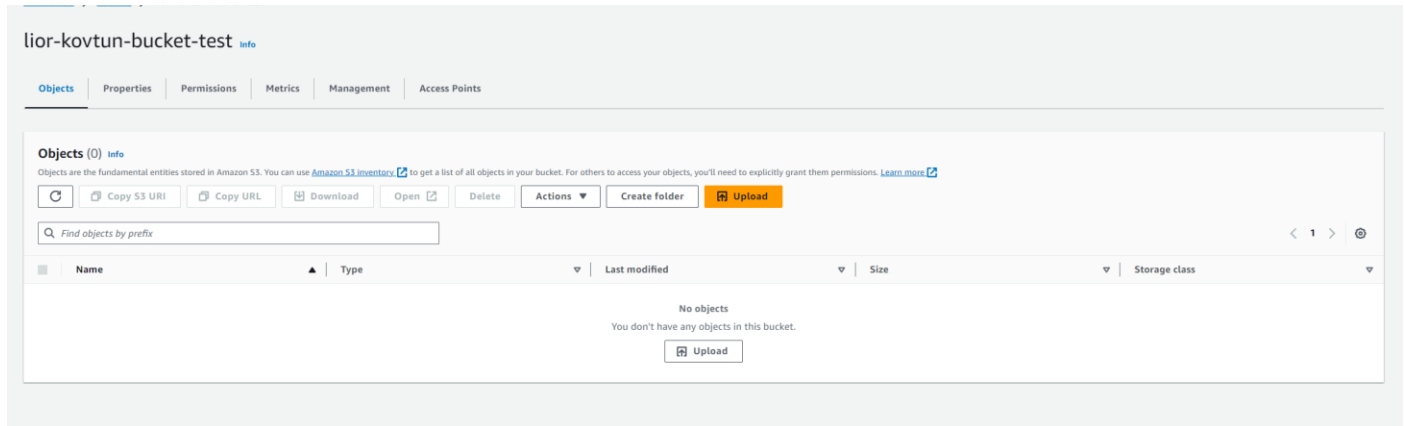 lior-kovtun-bucket-test Info
Objects Properties Permissions Metrics Management Access Points
Objects (0) Info
Objects are the fundamental entities stored in Amazon S3. You can use Amazon S3 inventory to get a list of all objects in your bucket. For others to access your objects, you'll need to explicitly grant them permissions. Learn more
Copy S3 URI Copy URL Download Open Delete Actions Create folder Upload
Find objects by prefix 1
Name Type Last modified Size Storage class
No objects
You don't have any objects in this bucket.
Upload